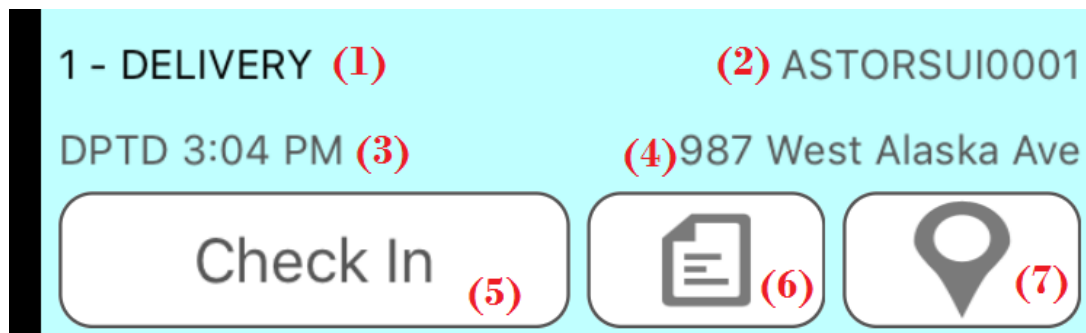 1 - DELIVERY (1) (2) ASTORSUI0001
DPTD 3:04 PM (3) (4) 987 West Alaska Ave
Check In (5) (6) (7)